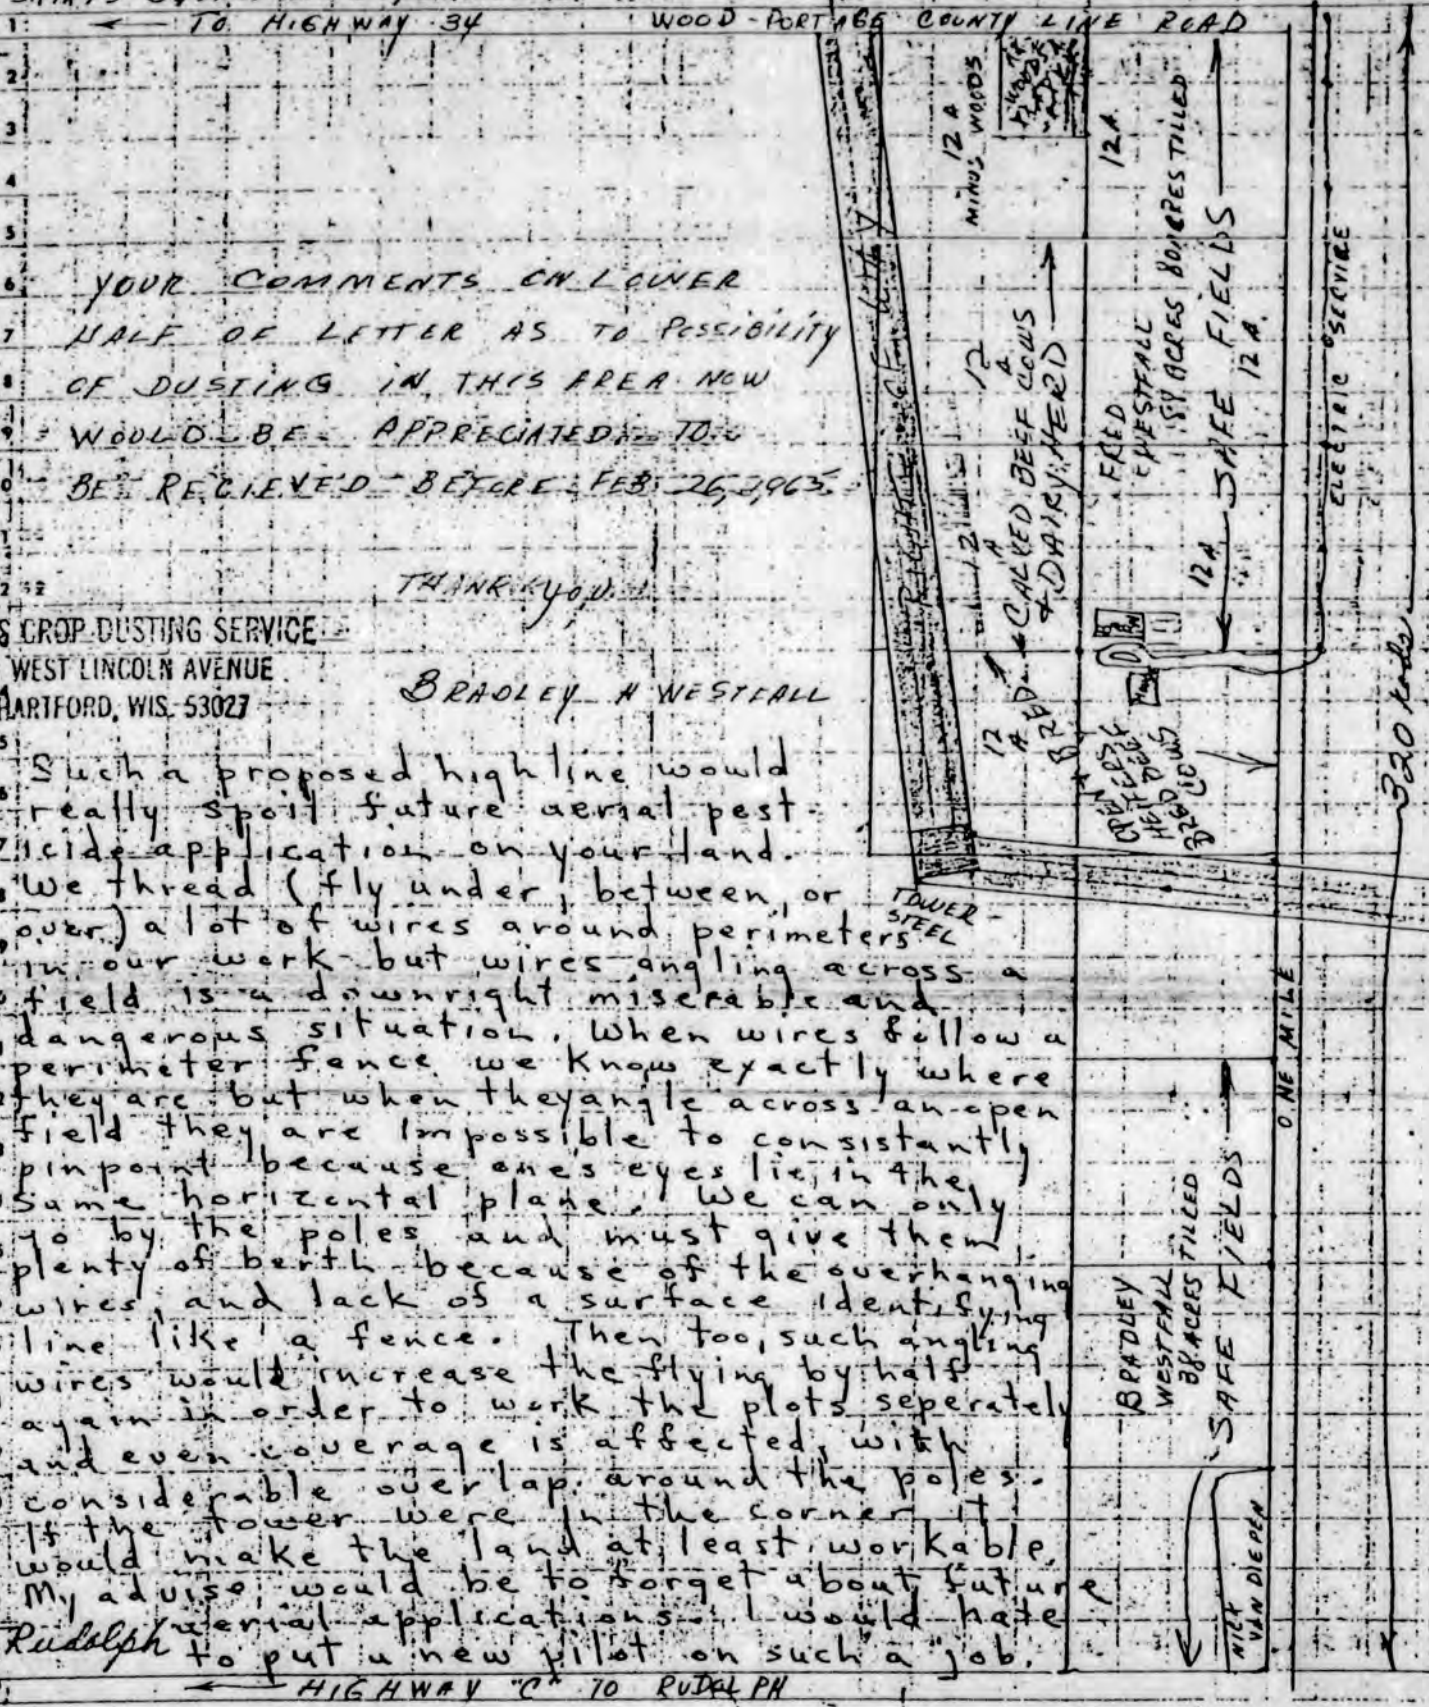 ← TO HIGHWAY 34
WOOD-PORTAGE COUNTY LINE ROAD
YOUR COMMENTS ON LOWER
HALF OF LETTER AS TO POSSIBILITY
OF DUSTING IN THIS AREA NOW
WOULD BE APPRECIATED TO
BE RECIEVED BEFORE FEB 26, 1965
THANK YOU
BRADLEY H WESTFALL
S CROP DUSTING SERVICE
WEST LINCOLN AVENUE
HARTFORD, WIS. 53027
Such a proposed highline would
really spoil future aerial pest-
icide application on your land.
We thread (fly under, between, or
over) a lot of wires around perimeters
in our work but wires angling across a
field is a downright miserable and
dangerous situation. When wires follow a
perimeter fence we know exactly where
they are but when they angle across an open
field they are impossible to consistantly
pinpoint because ones eyes lie in the
same horizontal plane. We can only
go by the poles and must give them
plenty of berth because of the overhanging
wires, and lack of a surface identifying
line like a fence. Then too, such angling
wires would increase the flying by half
again in order to work the plots seperately
and even coverage is affected, with
considerable overlap around the poles.
If the tower were in the corner it
would make the land at least workable.
My advise would be to forget about future
aerial applications. I would hate
to put a new pilot on such a job.
Rudolph
← HIGHWAY "C" TO RUDOLPH
12 A
MINUS WOODS
12 A.
12
A
12
A
CALVED BEEF COWS
+ DAIRY HERD
12
A
BRED
FRED
WESTFALL
154 ACRES 80 ACRES TILLED
SAFE FIELDS
12 A.
12 A
ELECTRIC SERVICE
320 Rods
ONE MILE
TOWER
STEEL
BRADLEY
WESTFALL
88 ACRES TILLED
SAFE FIELDS
NICK
VAN DIEPEN